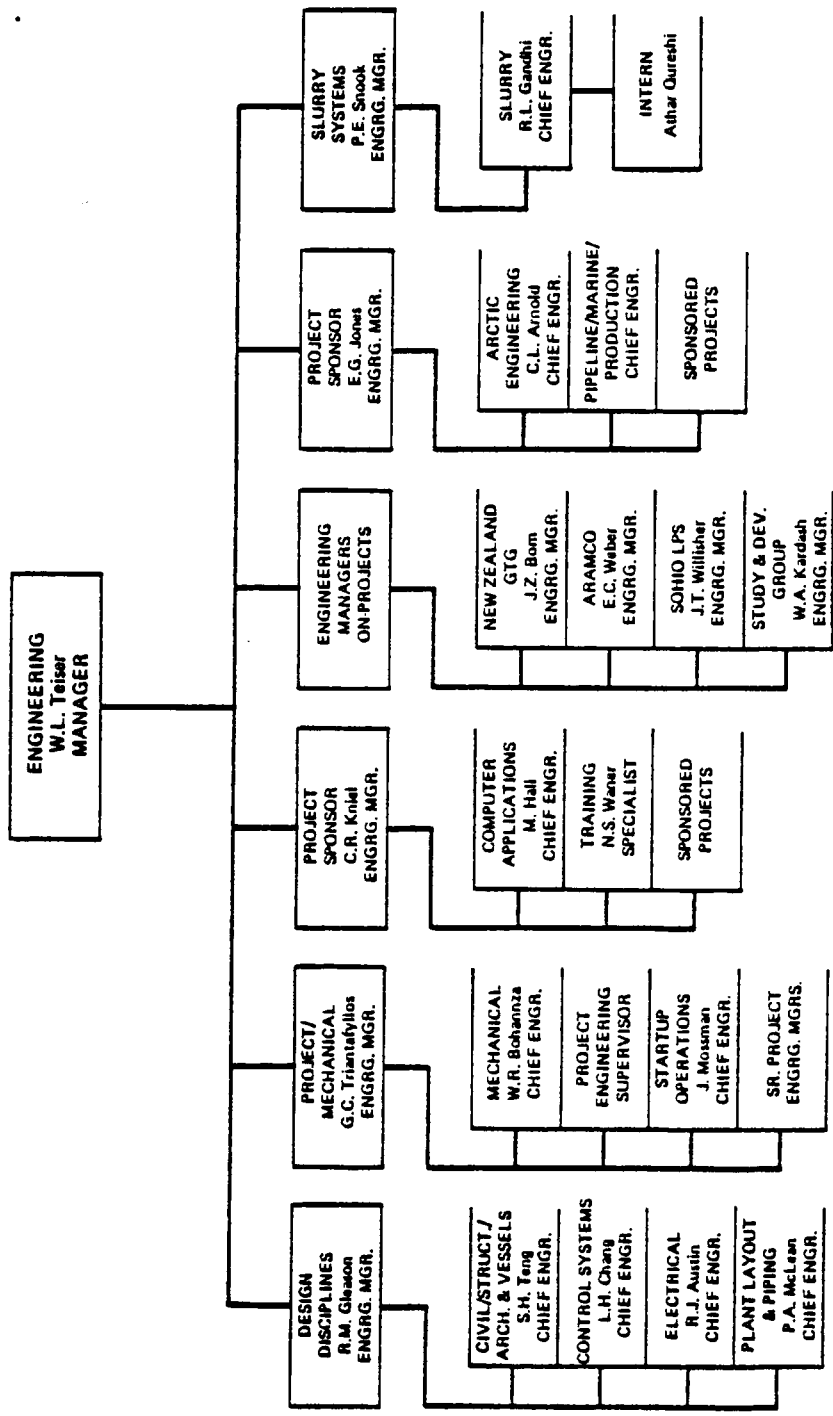 ENGINEERING
W.L. Teiser
MANAGER
DESIGN
DISCIPLINES
R.M. Gleason
ENGRG. MGR.
CIVIL/STRUCT./
ARCH. & VESSELS
S.H. Teng
CHIEF ENGR.
CONTROL SYSTEMS
L.H. Chang
CHIEF ENGR.
ELECTRICAL
R.J. Austin
CHIEF ENGR.
PLANT LAYOUT
& PIPING
P.A. McLean
CHIEF ENGR.
PROJECT/
MECHANICAL
G.C. Triantafyllos
ENGRG. MGR.
MECHANICAL
W.R. Bohannza
CHIEF ENGR.
PROJECT
ENGINEERING
SUPERVISOR
STARTUP
OPERATIONS
J. Mossman
CHIEF ENGR.
SR. PROJECT
ENGRG. MGRS.
PROJECT
SPONSOR
C.R. Kniel
ENGRG. MGR.
COMPUTER
APPLICATIONS
M. Hall
CHIEF ENGR.
TRAINING
N.S. Waner
SPECIALIST
SPONSORED
PROJECTS
ENGINEERING
MANAGERS
ON-PROJECTS
NEW ZEALAND
GTG
J.Z. Bom
ENGRG. MGR.
ARAMCO
E.C. Weber
ENGRG. MGR.
SOHIO LPS
J.T. Willisher
ENGRG. MGR.
STUDY & DEV.
GROUP
W.A. Kardash
ENGRG. MGR.
PROJECT
SPONSOR
E.G. Jones
ENGRG. MGR.
ARCTIC
ENGINEERING
C.L. Arnold
CHIEF ENGR.
PIPELINE/MARINE/
PRODUCTION
CHIEF ENGR.
SPONSORED
PROJECTS
SLURRY
SYSTEMS
P.E. Snook
ENGRG. MGR.
SLURRY
R.L. Gandhi
CHIEF ENGR.
INTERN
Athar Qureshi